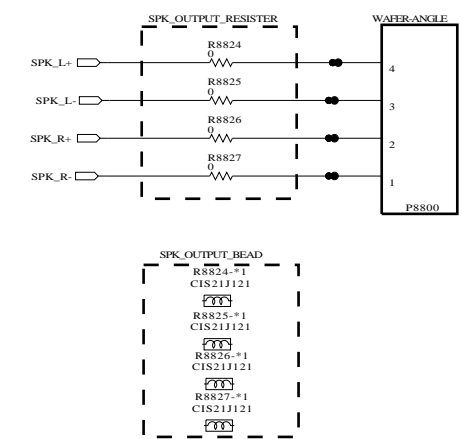 SPK_OUTPUT_RESISTER
WAFER-ANGLE
R8824
0
SPK_L+
4
R8825
0
SPK_L-
3
R8826
0
SPK_R+
2
R8827
0
SPK_R-
1
P8800
SPK_OUTPUT_BEAD
R8824-*1
CIS21J121
R8825-*1
CIS21J121
R8826-*1
CIS21J121
R8827-*1
CIS21J121